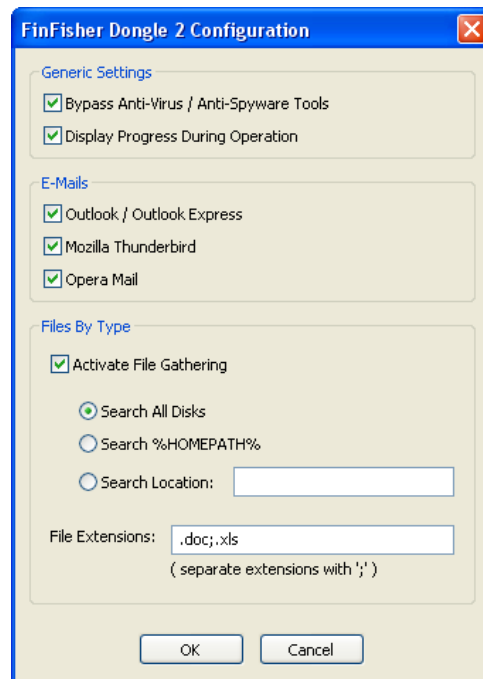 FinFisher Dongle 2 Configuration
Generic Settings
Bypass Anti-Virus / Anti-Spyware Tools
Display Progress During Operation
E-Mails
Outlook / Outlook Express
Mozilla Thunderbird
Opera Mail
Files By Type
Activate File Gathering
Search All Disks
Search %HOMEPATH%
Search Location:
File Extensions: .doc;.xls
( separate extensions with ';' )
OK Cancel